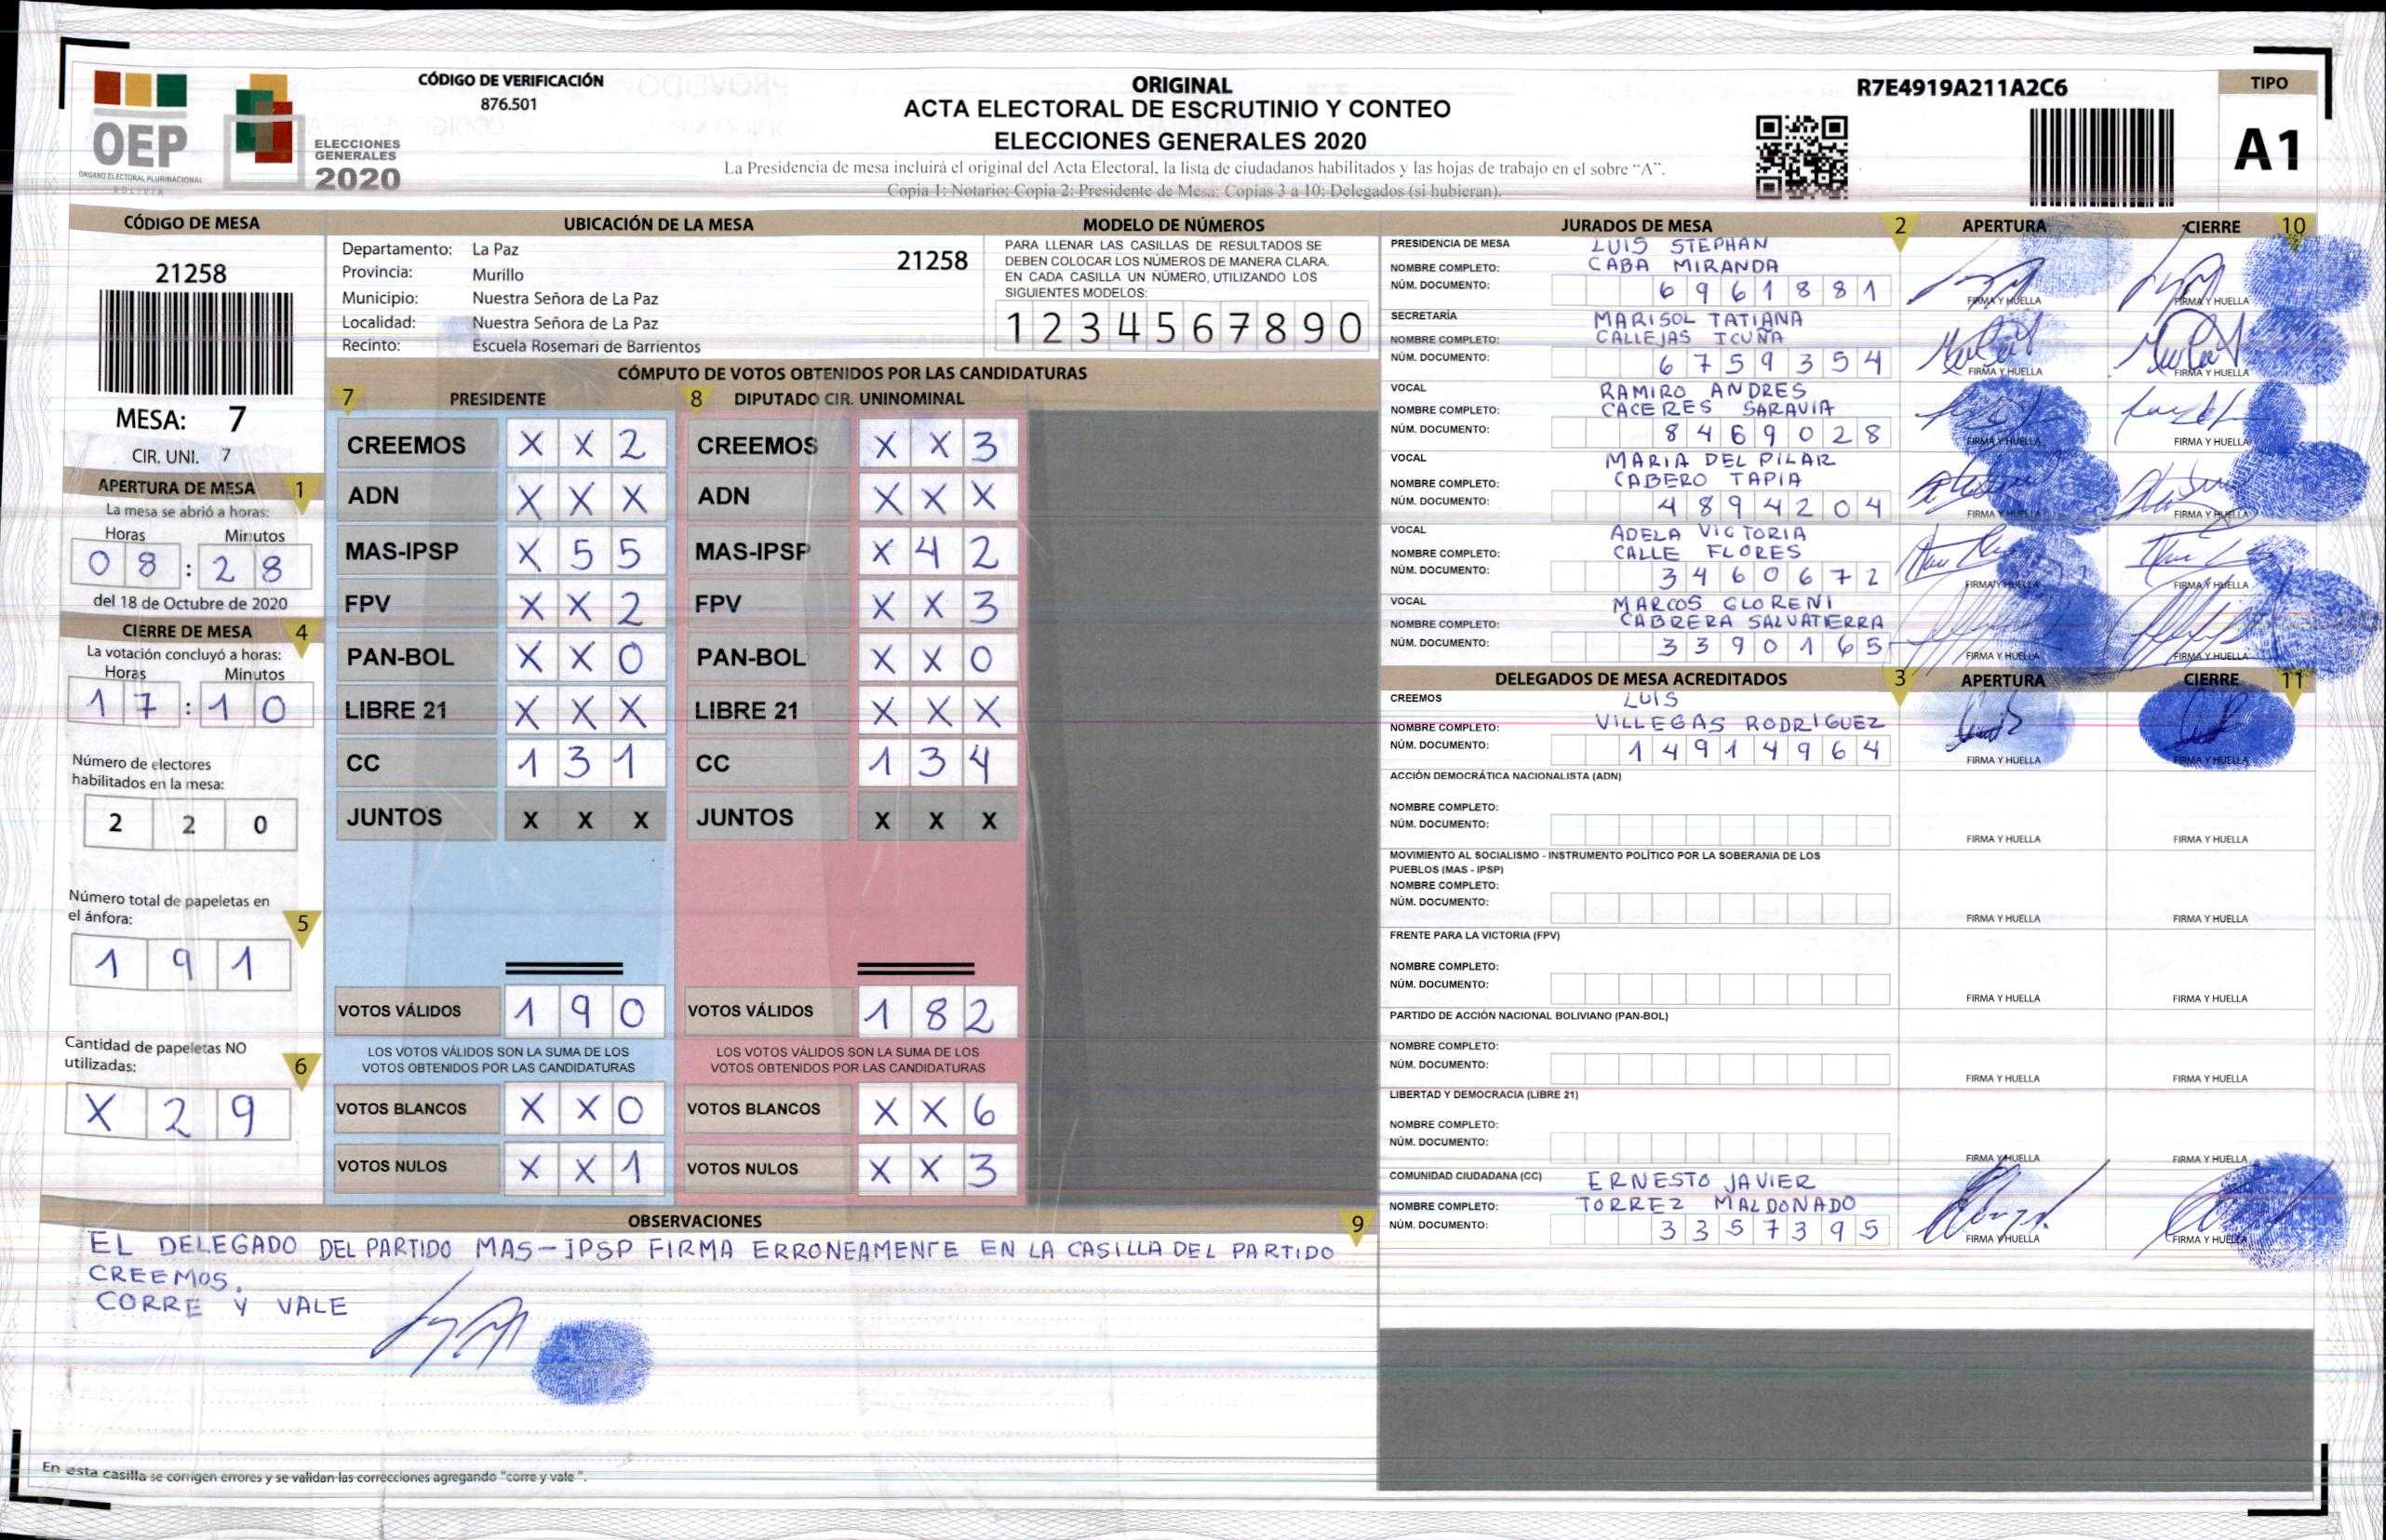 OEP
ÓRGANO ELECTORAL PLURINACIONAL
BOLIVIA
ELECCIONES
GENERALES
2020
CÓDIGO DE VERIFICACIÓN
876.501
ORIGINAL
ACTA ELECTORAL DE ESCRUTINIO Y CONTEO
ELECCIONES GENERALES 2020
La Presidencia de mesa incluirá el original del Acta Electoral, la lista de ciudadanos habilitados y las hojas de trabajo en el sobre "A".
Copia 1: Notario; Copia 2: Presidente de Mesa; Copias 3 a 10: Delegados (si hubieran).
R7E4919A211A2C6
TIPO
A1
CÓDIGO DE MESA
21258
MESA: 7
CIR. UNI. 7
APERTURA DE MESA 1
La mesa se abrió a horas:
Horas Minutos
08 : 28
del 18 de Octubre de 2020
CIERRE DE MESA 4
La votación concluyó a horas:
Horas Minutos
17 : 10
Número de electores
habilitados en la mesa:
2 2 0
Número total de papeletas en
el ánfora: 5
1 9 1
Cantidad de papeletas NO
utilizadas: 6
X 2 9
UBICACIÓN DE LA MESA
Departamento: La Paz
21258
Provincia: Murillo
Municipio: Nuestra Señora de La Paz
Localidad: Nuestra Señora de La Paz
Recinto: Escuela Rosemari de Barrientos
MODELO DE NÚMEROS
PARA LLENAR LAS CASILLAS DE RESULTADOS SE
DEBEN COLOCAR LOS NÚMEROS DE MANERA CLARA.
EN CADA CASILLA UN NÚMERO, UTILIZANDO LOS
SIGUIENTES MODELOS:
1 2 3 4 5 6 7 8 9 0
CÓMPUTO DE VOTOS OBTENIDOS POR LAS CANDIDATURAS
7 PRESIDENTE
CREEMOS X X 2
ADN X X X
MAS-IPSP X 5 5
FPV X X 2
PAN-BOL X X 0
LIBRE 21 X X X
CC 1 3 1
JUNTOS X X X
VOTOS VÁLIDOS 1 9 0
LOS VOTOS VÁLIDOS SON LA SUMA DE LOS
VOTOS OBTENIDOS POR LAS CANDIDATURAS
VOTOS BLANCOS X X 0
VOTOS NULOS X X 1
8 DIPUTADO CIR. UNINOMINAL
CREEMOS X X 3
ADN X X X
MAS-IPSP X 4 2
FPV X X 3
PAN-BOL X X 0
LIBRE 21 X X X
CC 1 3 4
JUNTOS X X X
VOTOS VÁLIDOS 1 8 2
LOS VOTOS VÁLIDOS SON LA SUMA DE LOS
VOTOS OBTENIDOS POR LAS CANDIDATURAS
VOTOS BLANCOS X X 6
VOTOS NULOS X X 3
OBSERVACIONES 9
EL DELEGADO DEL PARTIDO MAS-IPSP FIRMA ERRONEAMENTE EN LA CASILLA DEL PARTIDO
CREEMOS.
CORRE Y VALE
En esta casilla se corrigen errores y se validan las correcciones agregando "corre y vale ".
JURADOS DE MESA 2 APERTURA CIERRE 10
PRESIDENCIA DE MESA LUIS STEPHAN
NOMBRE COMPLETO: CABA MIRANDA
NÚM. DOCUMENTO: 6961881
FIRMA Y HUELLA FIRMA Y HUELLA
SECRETARÍA MARISOL TATIANA
NOMBRE COMPLETO: CALLEJAS ICUÑA
NÚM. DOCUMENTO: 6759354
FIRMA Y HUELLA FIRMA Y HUELLA
VOCAL RAMIRO ANDRES
NOMBRE COMPLETO: CACERES SARAVIA
NÚM. DOCUMENTO: 8469028
FIRMA Y HUELLA FIRMA Y HUELLA
VOCAL MARIA DEL PILAR
NOMBRE COMPLETO: CABERO TAPIA
NÚM. DOCUMENTO: 4894204
FIRMA Y HUELLA FIRMA Y HUELLA
VOCAL ADELA VICTORIA
NOMBRE COMPLETO: CALLE FLORES
NÚM. DOCUMENTO: 3460672
FIRMA Y HUELLA FIRMA Y HUELLA
VOCAL MARCOS GLORENI
NOMBRE COMPLETO: CABRERA SALVATIERRA
NÚM. DOCUMENTO: 3390165
FIRMA Y HUELLA FIRMA Y HUELLA
DELEGADOS DE MESA ACREDITADOS 3 APERTURA CIERRE 11
CREEMOS LUIS
NOMBRE COMPLETO: VILLEGAS RODRIGUEZ
NÚM. DOCUMENTO: 14914964
FIRMA Y HUELLA FIRMA Y HUELLA
ACCIÓN DEMOCRÁTICA NACIONALISTA (ADN)
NOMBRE COMPLETO:
NÚM. DOCUMENTO:
FIRMA Y HUELLA FIRMA Y HUELLA
MOVIMIENTO AL SOCIALISMO - INSTRUMENTO POLÍTICO POR LA SOBERANIA DE LOS
PUEBLOS (MAS - IPSP)
NOMBRE COMPLETO:
NÚM. DOCUMENTO:
FIRMA Y HUELLA FIRMA Y HUELLA
FRENTE PARA LA VICTORIA (FPV)
NOMBRE COMPLETO:
NÚM. DOCUMENTO:
FIRMA Y HUELLA FIRMA Y HUELLA
PARTIDO DE ACCIÓN NACIONAL BOLIVIANO (PAN-BOL)
NOMBRE COMPLETO:
NÚM. DOCUMENTO:
FIRMA Y HUELLA FIRMA Y HUELLA
LIBERTAD Y DEMOCRACIA (LIBRE 21)
NOMBRE COMPLETO:
NÚM. DOCUMENTO:
FIRMA Y HUELLA FIRMA Y HUELLA
COMUNIDAD CIUDADANA (CC) ERNESTO JAVIER
NOMBRE COMPLETO: TORREZ MALDONADO
NÚM. DOCUMENTO: 3357395
FIRMA Y HUELLA FIRMA Y HUELLA